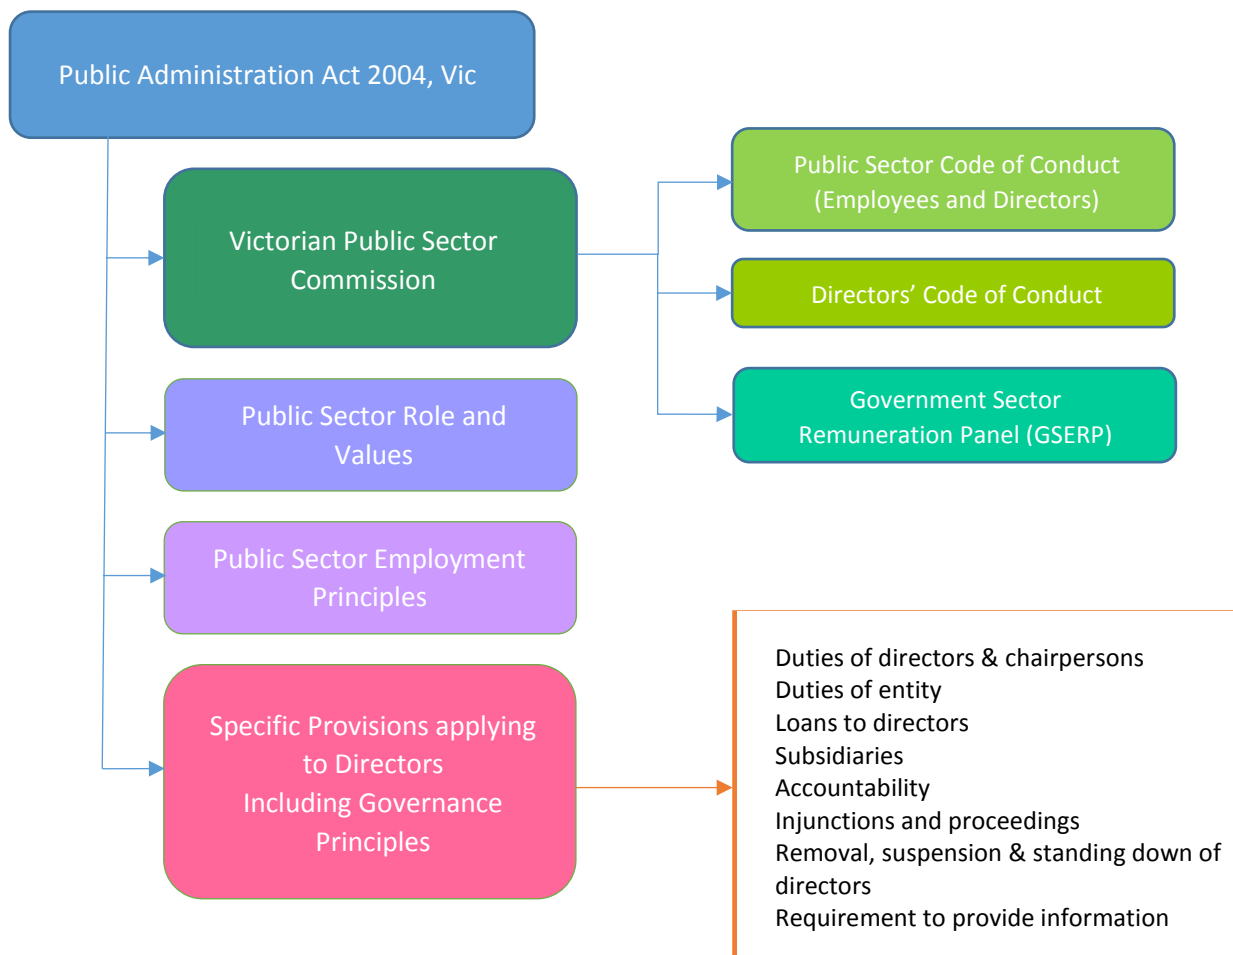 Public Administration Act 2004, Vic
Victorian Public Sector
Commission
Public Sector Code of Conduct
(Employees and Directors)
Directors’ Code of Conduct
Government Sector
Remuneration Panel (GSERP)
Public Sector Role and
Values
Public Sector Employment
Principles
Specific Provisions applying
to Directors
Including Governance
Principles
Duties of directors & chairpersons
Duties of entity
Loans to directors
Subsidiaries
Accountability
Injunctions and proceedings
Removal, suspension & standing down of
directors
Requirement to provide information